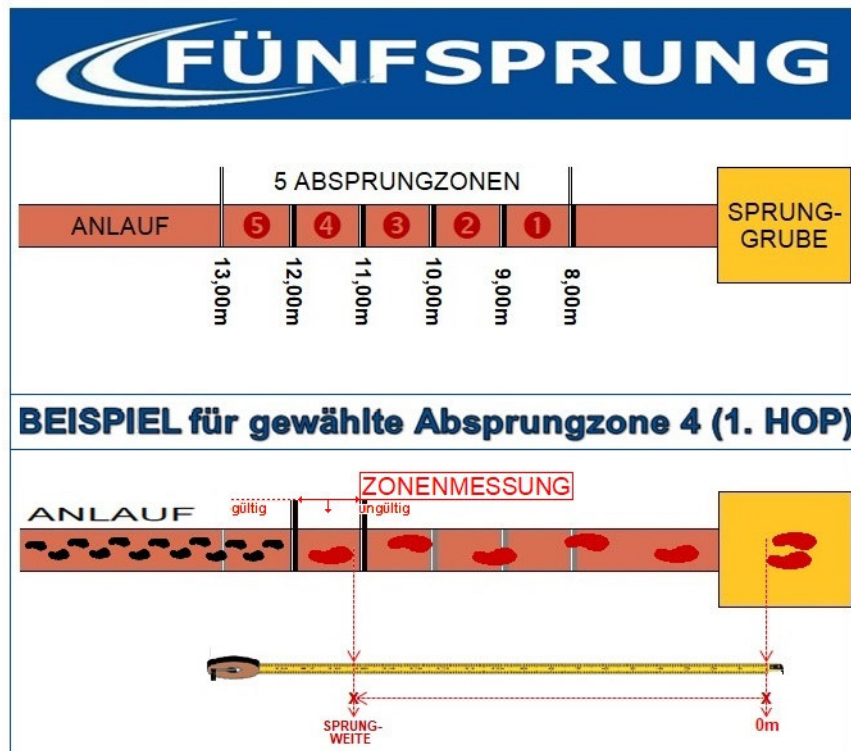 FÜNFSPRUNG
5 ABSPRUNGZONEN
ANLAUF
5 4 3 2 1
SPRUNG-
GRUBE
13,00m 12,00m 11,00m 10,00m 9,00m 8,00m
BEISPIEL für gewählte Absprungzone 4 (1. HOP)
ZONENMESSUNG
gültig ungültig
ANLAUF
X X
SPRUNG-
WEITE
0m